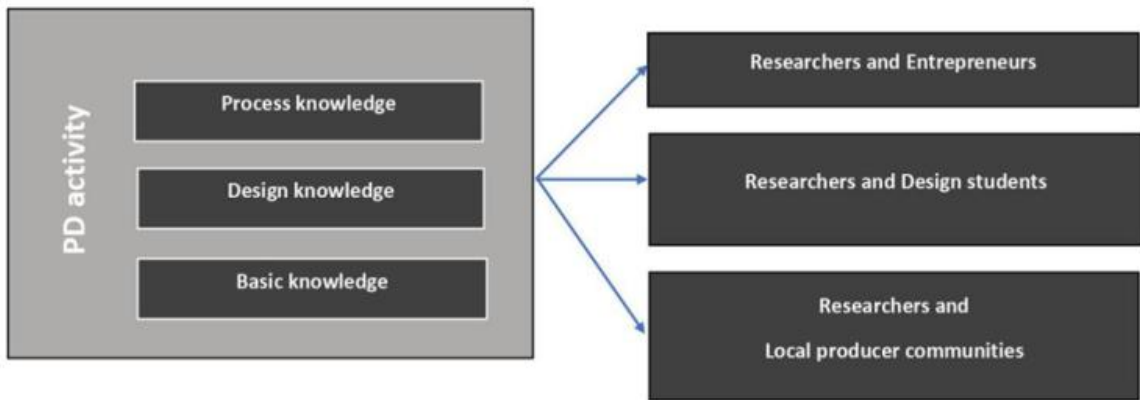 PD activity
Process knowledge
Design knowledge
Basic knowledge
Researchers and Entrepreneurs
Researchers and Design students
Researchers and
Local producer communities